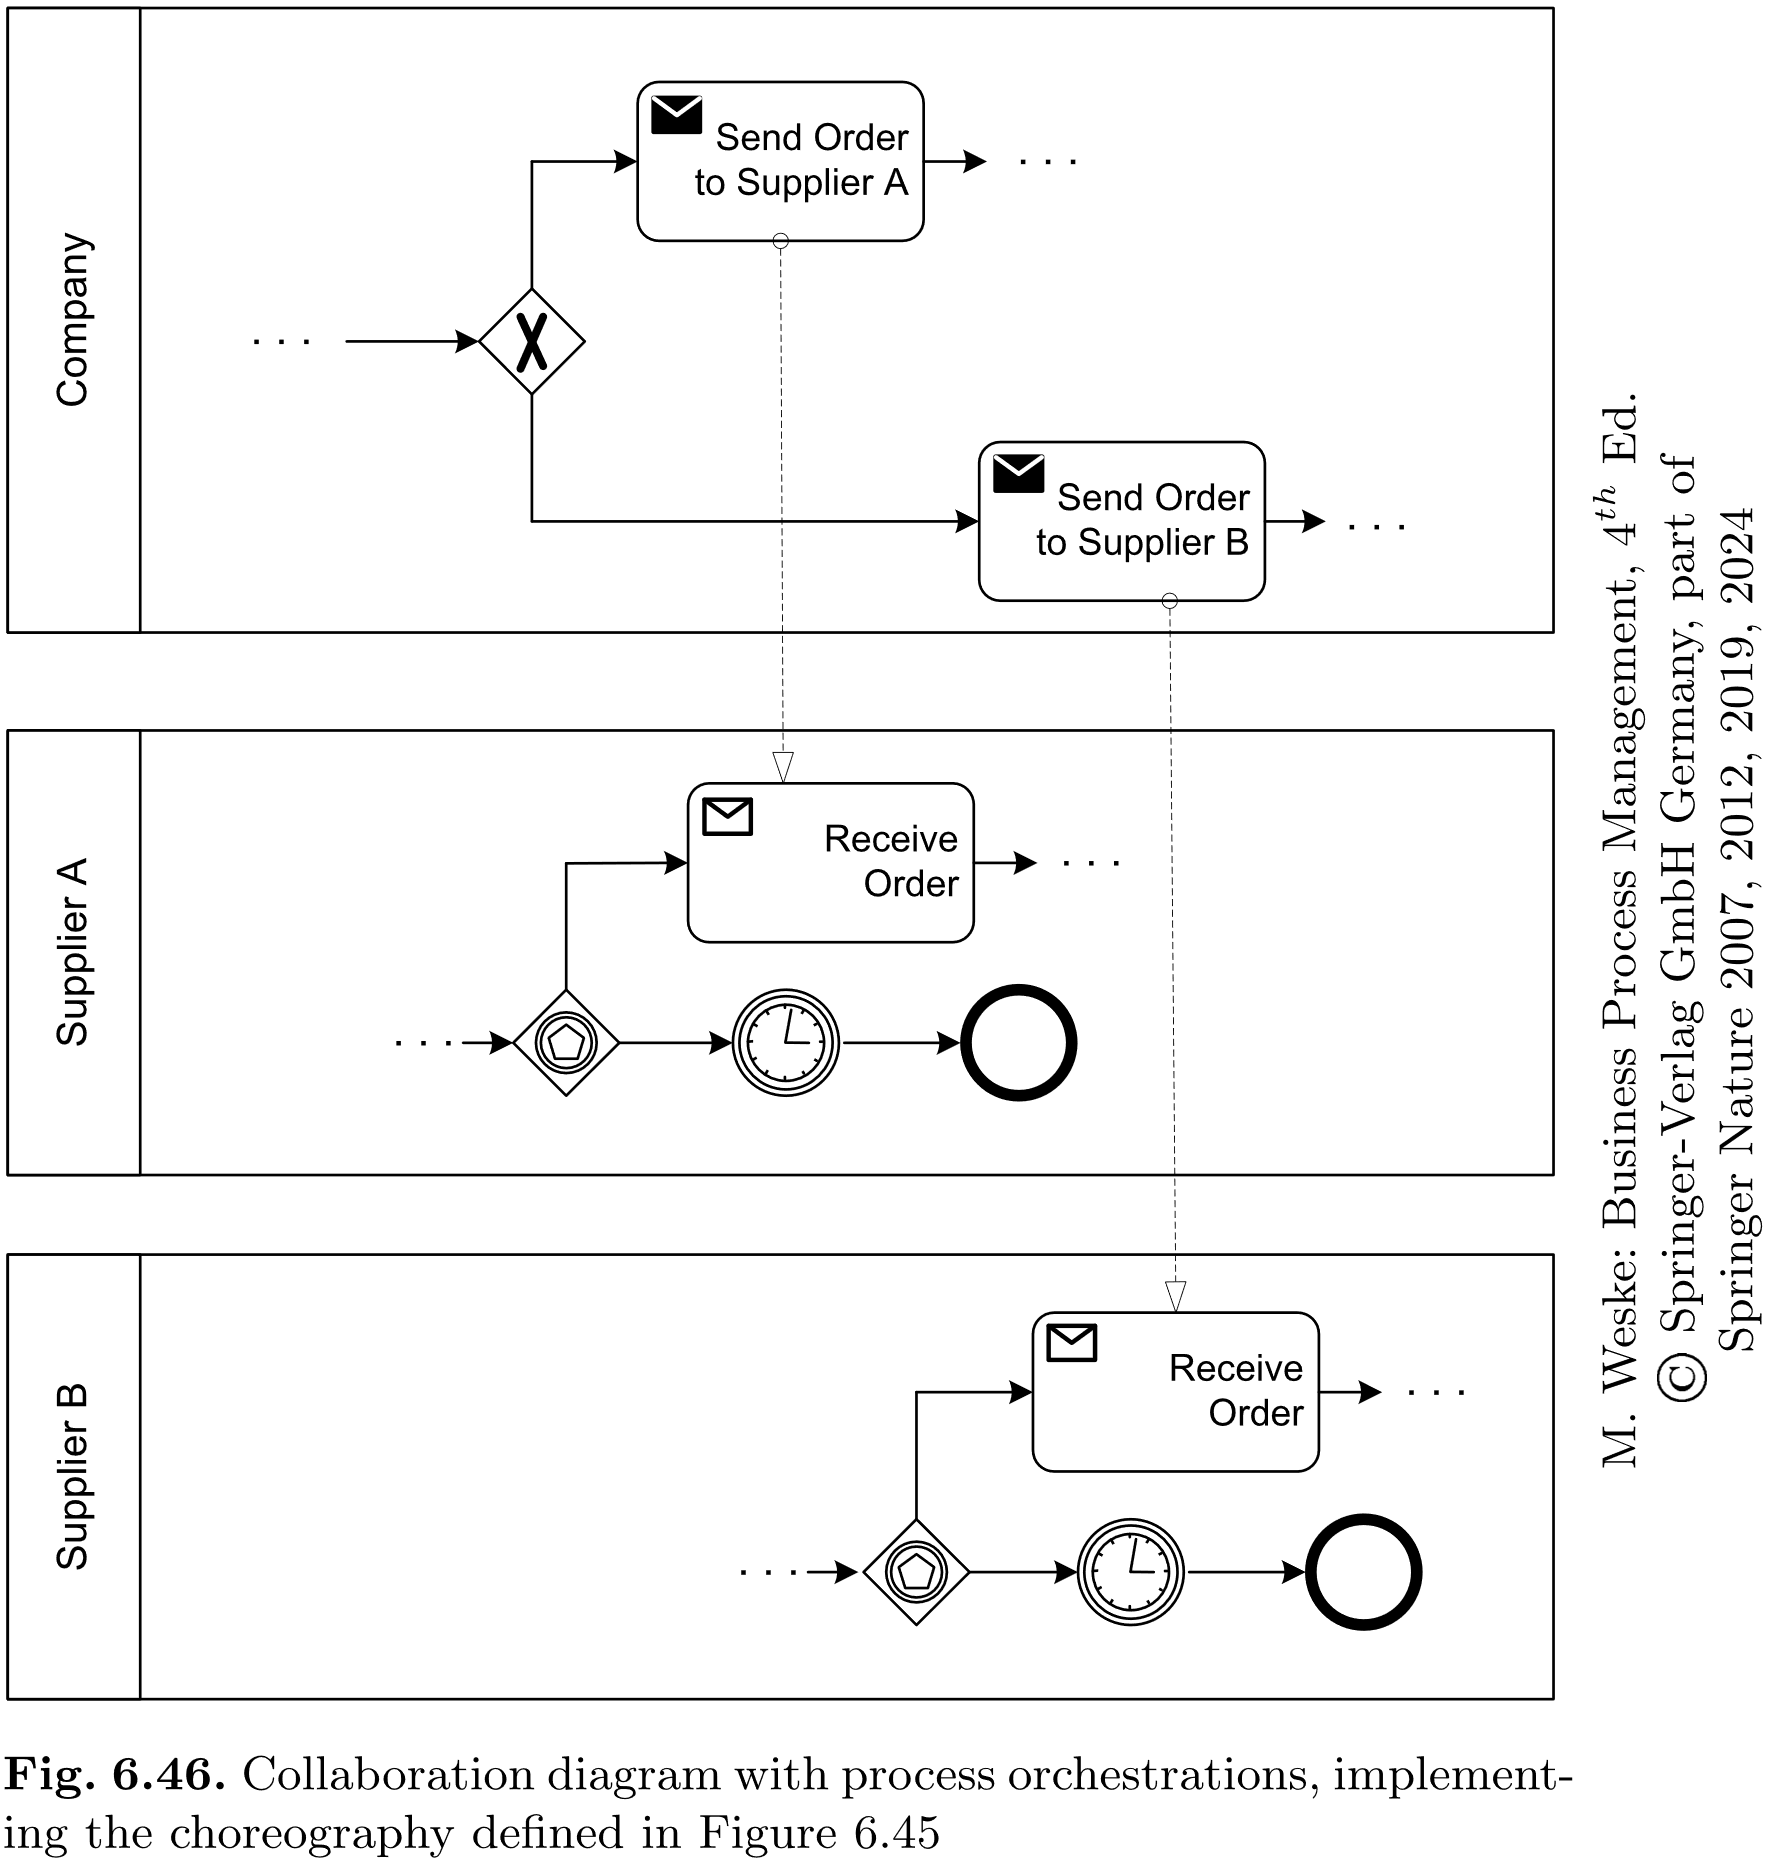 Company
Send Order
to Supplier A
. . .
. . .
Send Order
to Supplier B
. . .
Supplier A
Receive
Order
. . .
. . .
Supplier B
Receive
Order
. . .
. . .
M. Weske: Business Process Management, 4th Ed.
© Springer-Verlag GmbH Germany, part of
Springer Nature 2007, 2012, 2019, 2024
Fig. 6.46. Collaboration diagram with process orchestrations, implement-
ing the choreography defined in Figure 6.45